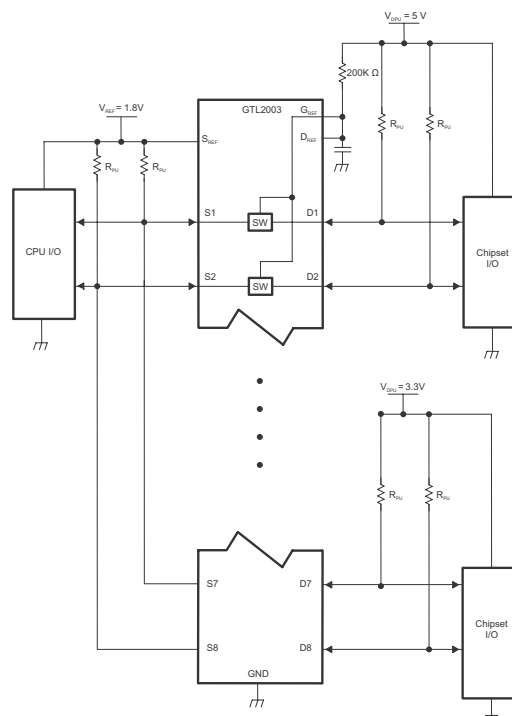 V_DPU = 5 V
200K Ω
GTL2003
G_REF
V_REF = 1.8V
R_PU
R_PU
D_REF
S_REF
R_PU
R_PU
S1
D1
SW
CPU I/O
Chipset
I/O
S2
D2
SW
V_DPU = 3.3V
R_PU
R_PU
S7
D7
Chipset
I/O
S8
D8
GND